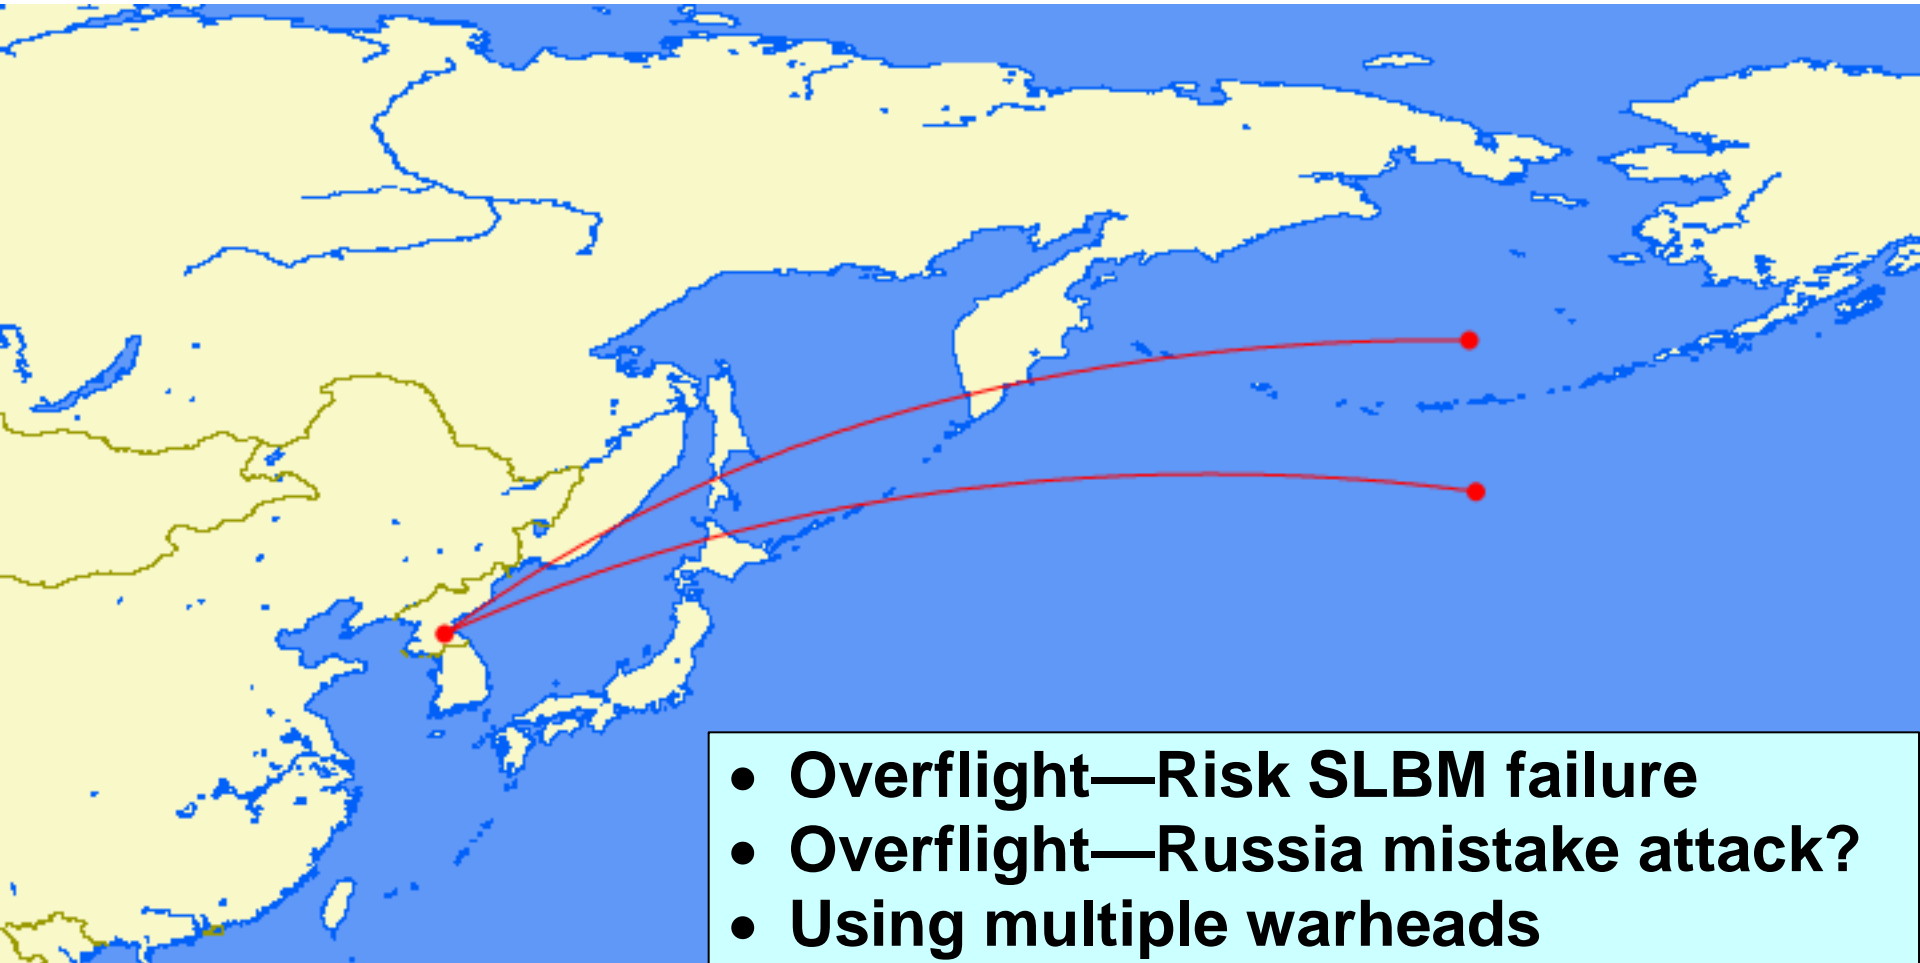 • Overflight—Risk SLBM failure
• Overflight—Russia mistake attack?
• Using multiple warheads